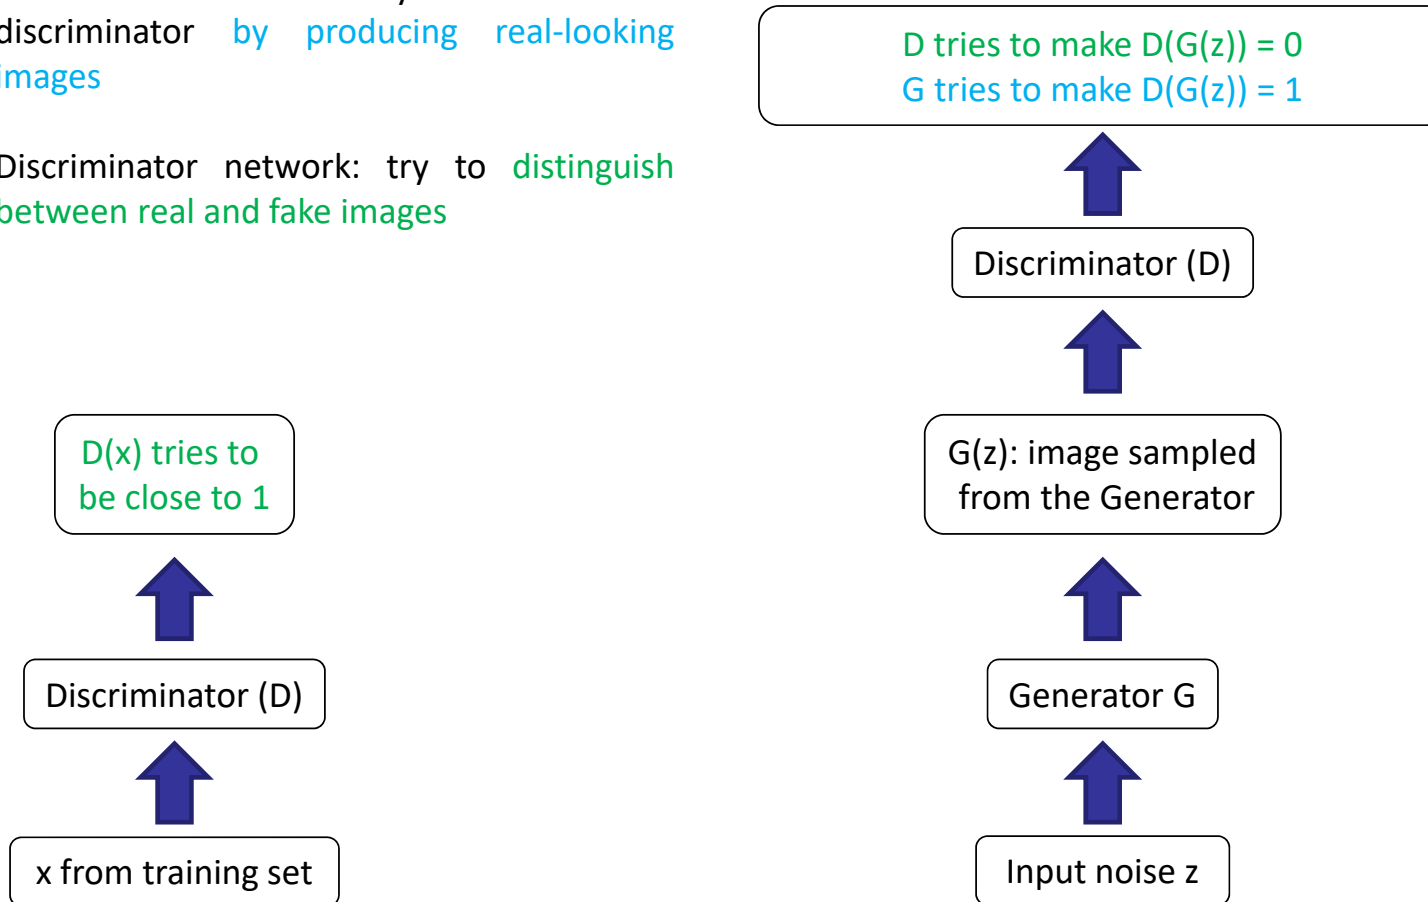 discriminator by producing real-looking
images
Discriminator network: try to distinguish
between real and fake images
D tries to make D(G(z)) = 0
G tries to make D(G(z)) = 1
Discriminator (D)
G(z): image sampled
from the Generator
Generator G
Input noise z
D(x) tries to
be close to 1
Discriminator (D)
x from training set